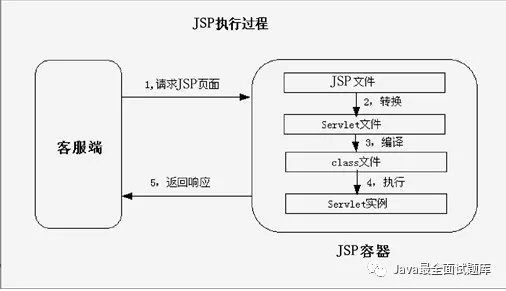 JSP执行过程
1,请求JSP页面
JSP文件
2, 转换
Servlet文件
3, 编译
class文件
4, 执行
Servlet实例
客服端
5, 返回响应
JSP容器
Java最全面试题库